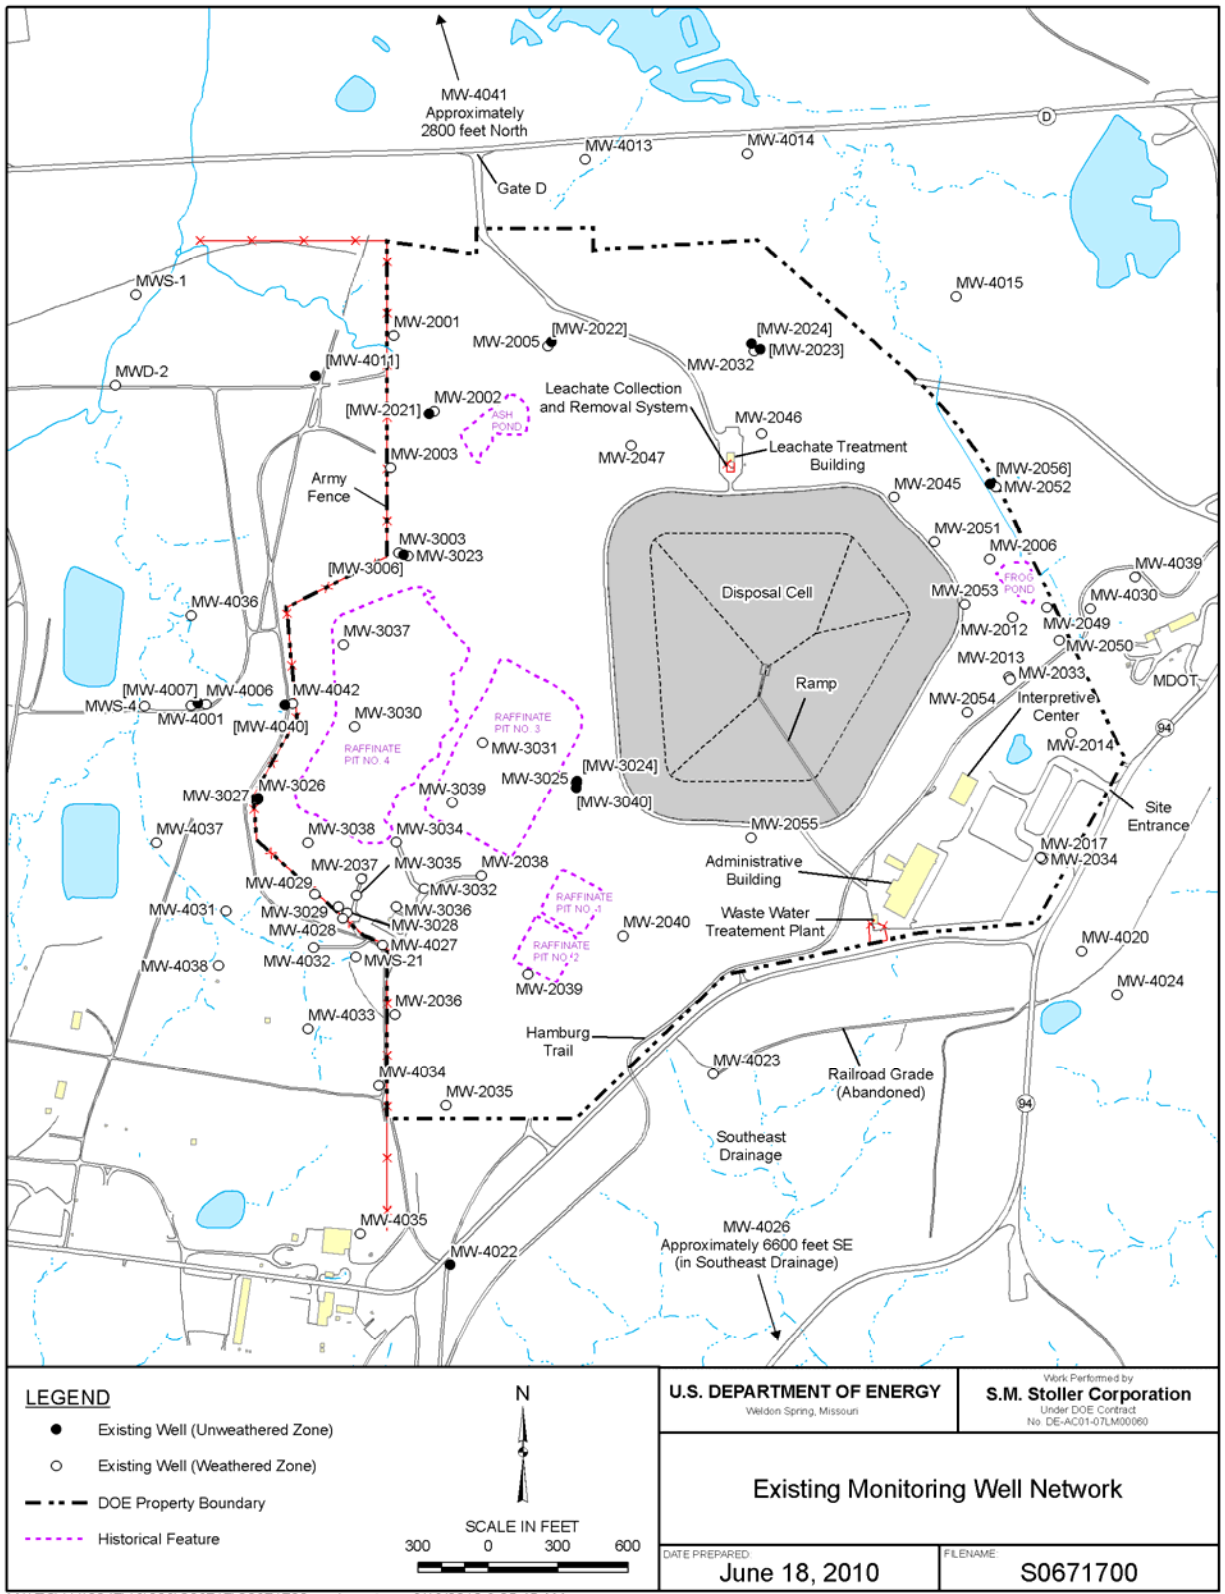 MW-4041
Approximately
2800 feet North
D
MW-4013
MW-4014
Gate D
MWS-1
MW-4015
MW-2001
MW-2005
[MW-2022]
[MW-2024]
[MW-2023]
MW-2032
[MW-4011]
MWD-2
Leachate Collection
and Removal System
MW-2002
[MW-2021]
ASH
POND
MW-2046
MW-2047
Leachate Treatment
Building
MW-2003
Army
Fence
[MW-2056]
MW-2052
MW-2045
MW-2051
MW-2006
MW-3003
MW-3023
[MW-3006]
MW-4039
FROG
POND
MW-2053
MW-4030
Disposal Cell
MW-4036
MW-2049
MW-2012
MW-3037
MW-2050
MW-2013
MW-2033
MDOT
[MW-4007]
MW-4006
MW-4042
Ramp
MWS-4
MW-4001
[MW-4040]
MW-2054
Interpretive
Center
MW-3030
RAFFINATE
PIT NO. 3
94
RAFFINATE
PIT NO. 4
MW-3031
MW-2014
[MW-3024]
MW-3025
[MW-3040]
MW-3026
MW-3027
MW-3039
Site
Entrance
MW-4037
MW-3038
MW-3034
MW-2055
MW-2017
MW-2034
MW-2037
MW-3035
MW-2038
Administrative
Building
MW-4029
MW-3032
RAFFINATE
PIT NO. 1
MW-4031
MW-3029
MW-3036
MW-3028
MW-4028
MW-2040
Waste Water
Treatement Plant
MW-4027
RAFFINATE
PIT NO. 2
MW-4032
MWS-21
MW-4020
MW-4038
MW-2039
MW-4024
MW-2036
MW-4033
Hamburg
Trail
MW-4023
Railroad Grade
(Abandoned)
MW-4034
MW-2035
94
Southeast
Drainage
MW-4035
MW-4026
Approximately 6600 feet SE
(in Southeast Drainage)
MW-4022
LEGEND
Existing Well (Unweathered Zone)
Existing Well (Weathered Zone)
DOE Property Boundary
Historical Feature
N
SCALE IN FEET
300 0 300 600
U.S. DEPARTMENT OF ENERGY
Weldon Spring, Missouri
Work Performed by
S.M. Stoller Corporation
Under DOE Contract
No. DE-AC01-07LM00060
Existing Monitoring Well Network
DATE PREPARED:
June 18, 2010
FILENAME:
S0671700